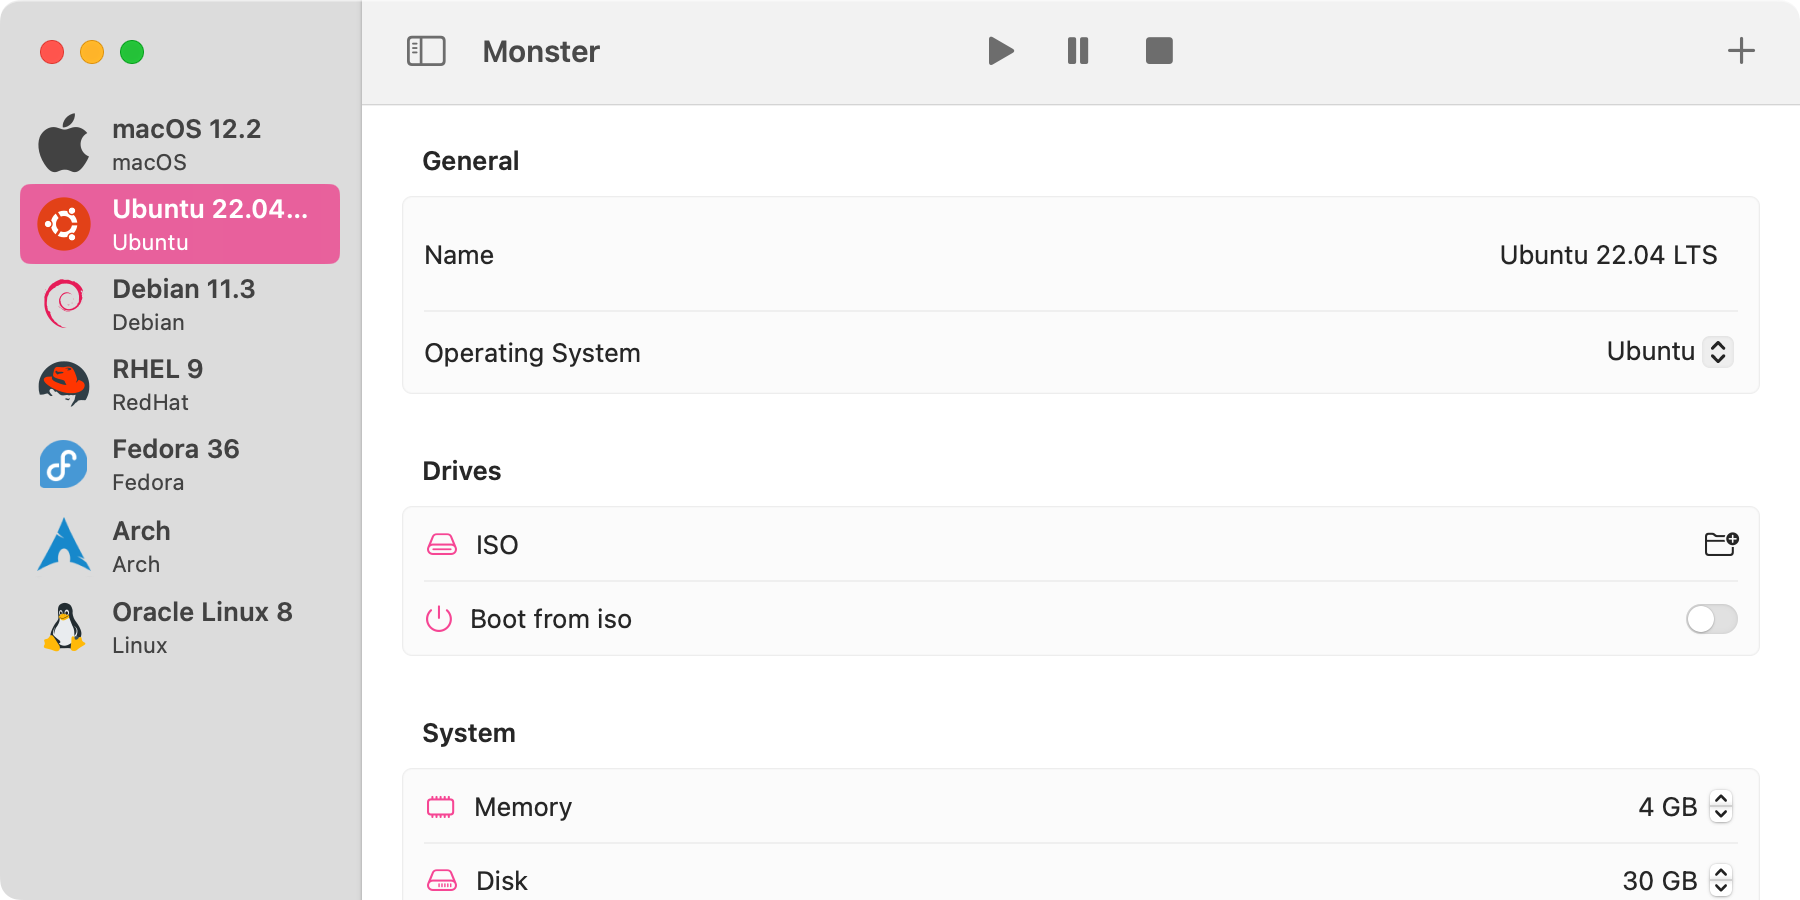 Monster
macOS 12.2
macOS
Ubuntu 22.04...
Ubuntu
Debian 11.3
Debian
RHEL 9
RedHat
Fedora 36
Fedora
Arch
Arch
Oracle Linux 8
Linux
General
Name Ubuntu 22.04 LTS
Operating System Ubuntu
Drives
ISO
Boot from iso
System
Memory 4 GB
Disk 30 GB